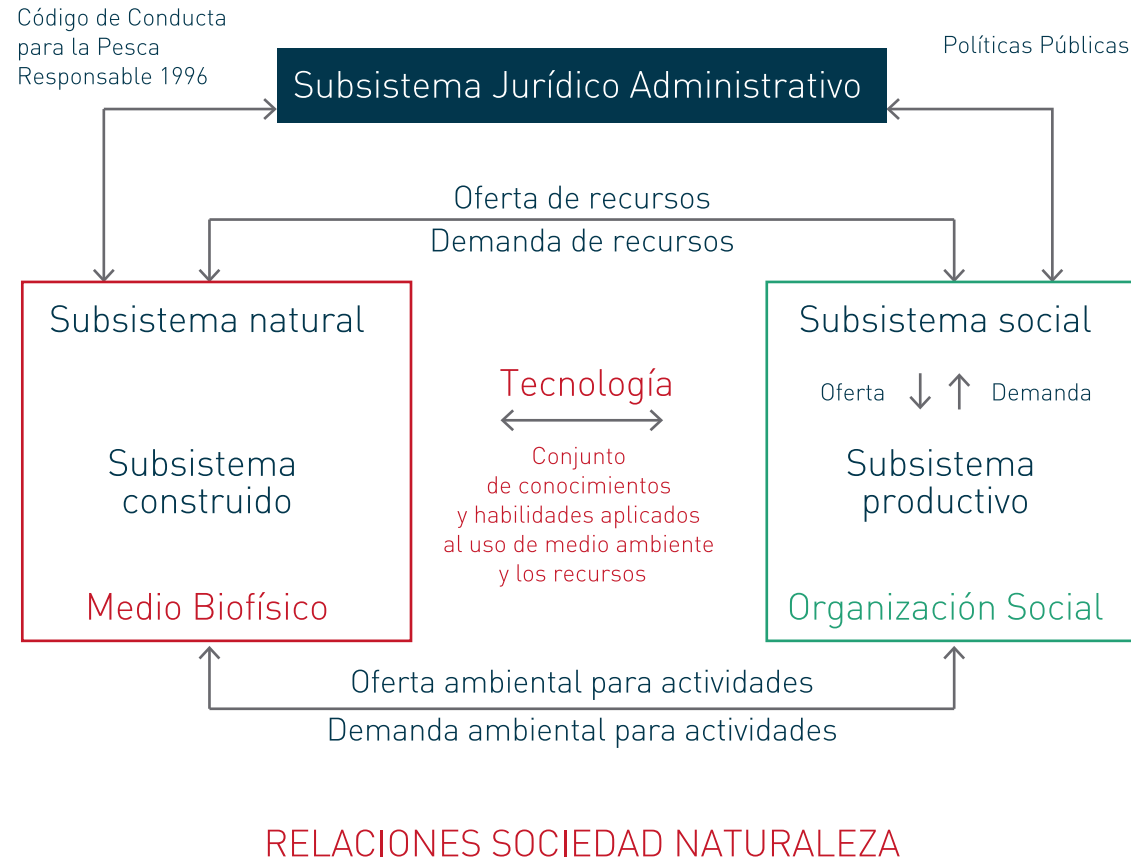 Código de Conducta
para la Pesca
Responsable 1996
Políticas Públicas
Subsistema Jurídico Administrativo
Oferta de recursos
Demanda de recursos
Subsistema natural
Subsistema
construido
Medio Biofísico
Tecnología
Conjunto
de conocimientos
y habilidades aplicados
al uso de medio ambiente
y los recursos
Subsistema social
Oferta
Demanda
Subsistema
productivo
Organización Social
Oferta ambiental para actividades
Demanda ambiental para actividades
RELACIONES SOCIEDAD NATURALEZA